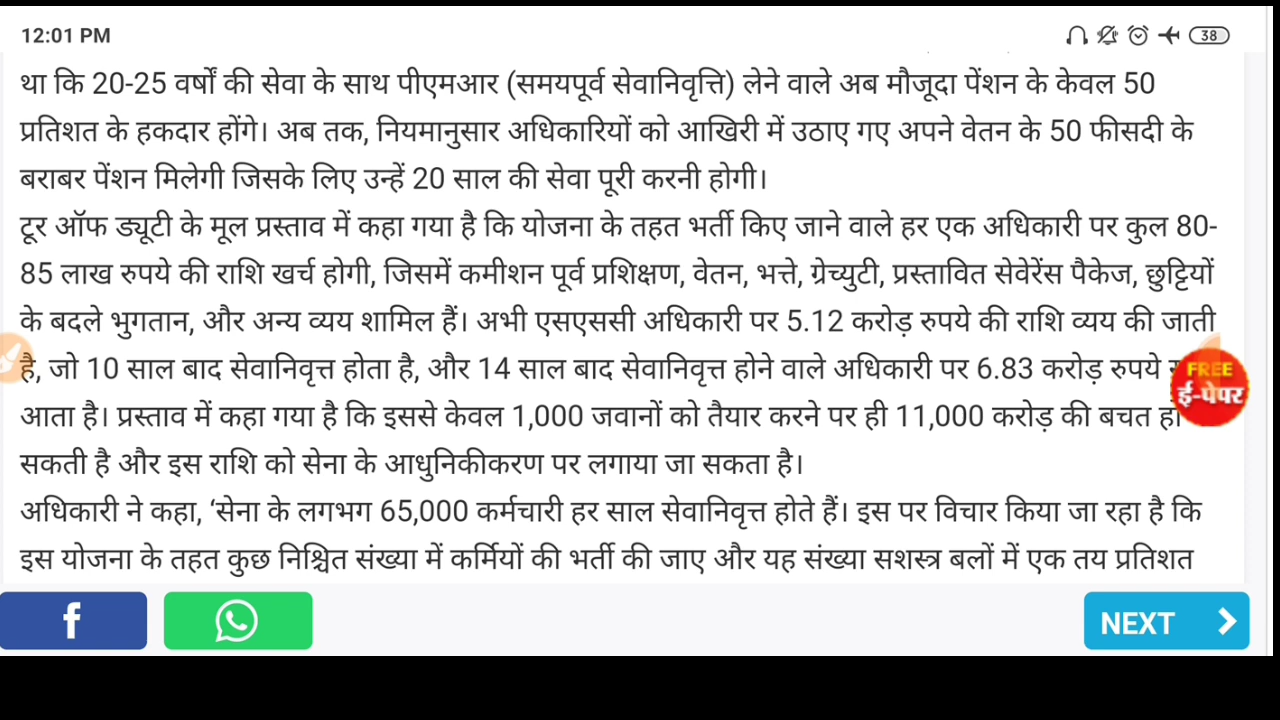 12:01 PM
38
था कि 20-25 वर्षों की सेवा के साथ पीएमआर (समयपूर्व सेवानिवृत्ति) लेने वाले अब मौजूदा पेंशन के केवल 50
प्रतिशत के हकदार होंगे। अब तक, नियमानुसार अधिकारियों को आखिरी में उठाए गए अपने वेतन के 50 फीसदी के
बराबर पेंशन मिलेगी जिसके लिए उन्हें 20 साल की सेवा पूरी करनी होगी।
टूर ऑफ ड्यूटी के मूल प्रस्ताव में कहा गया है कि योजना के तहत भर्ती किए जाने वाले हर एक अधिकारी पर कुल 80-
85 लाख रुपये की राशि खर्च होगी, जिसमें कमीशन पूर्व प्रशिक्षण, वेतन, भत्ते, ग्रेच्युटी, प्रस्तावित सेवेरेंस पैकेज, छुट्टियों
के बदले भुगतान, और अन्य व्यय शामिल हैं। अभी एसएससी अधिकारी पर 5.12 करोड़ रुपये की राशि व्यय की जाती
है, जो 10 साल बाद सेवानिवृत्त होता है, और 14 साल बाद सेवानिवृत्त होने वाले अधिकारी पर 6.83 करोड़ रुपये
आता है। प्रस्ताव में कहा गया है कि इससे केवल 1,000 जवानों को तैयार करने पर ही 11,000 करोड़ की बचत हो
सकती है और इस राशि को सेना के आधुनिकीकरण पर लगाया जा सकता है।
अधिकारी ने कहा, ‘सेना के लगभग 65,000 कर्मचारी हर साल सेवानिवृत्त होते हैं। इस पर विचार किया जा रहा है कि
इस योजना के तहत कुछ निश्चित संख्या में कर्मियों की भर्ती की जाए और यह संख्या सशस्त्र बलों में एक तय प्रतिशत
FREE
ई-पेपर
f
NEXT